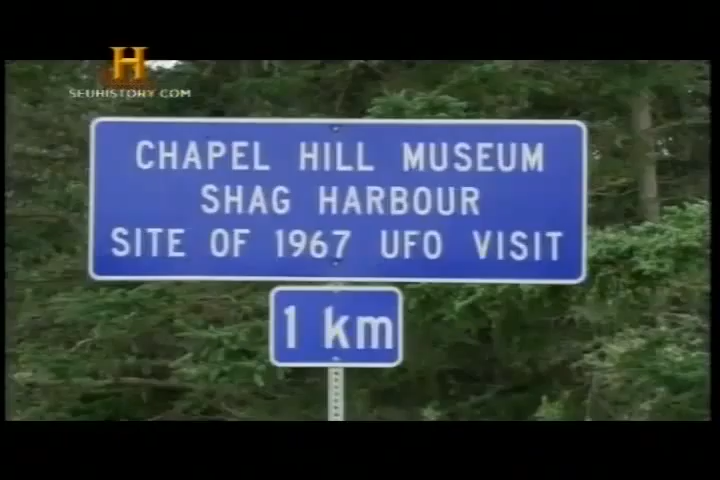 H
SEUHISTORY.COM
CHAPEL HILL MUSEUM
SHAG HARBOUR
SITE OF 1967 UFO VISIT
1 km